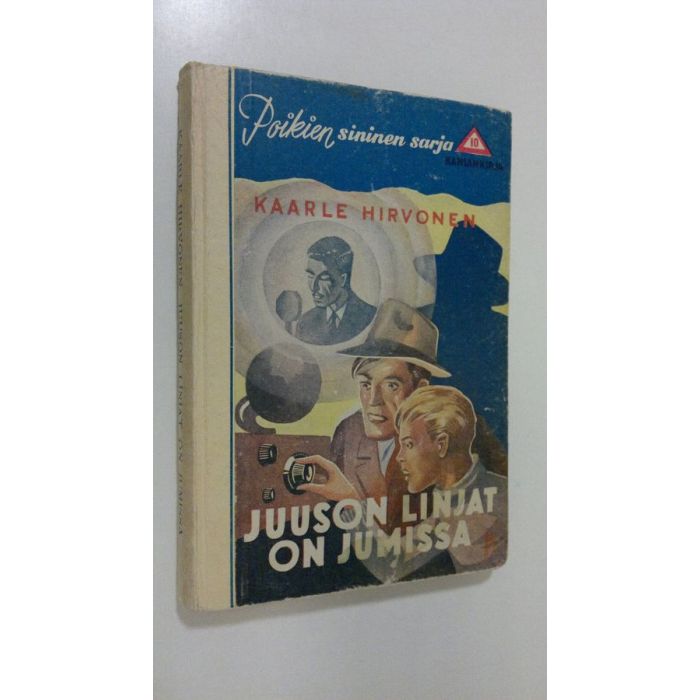 Poikien sininen sarja
10
KANSANKIRJA
KAARLE HIRVONEN
JUUSON LINJAT
ON JUMISSA
KAARLE HIRVONEN JUUSON LINJAT ON JUMISSA